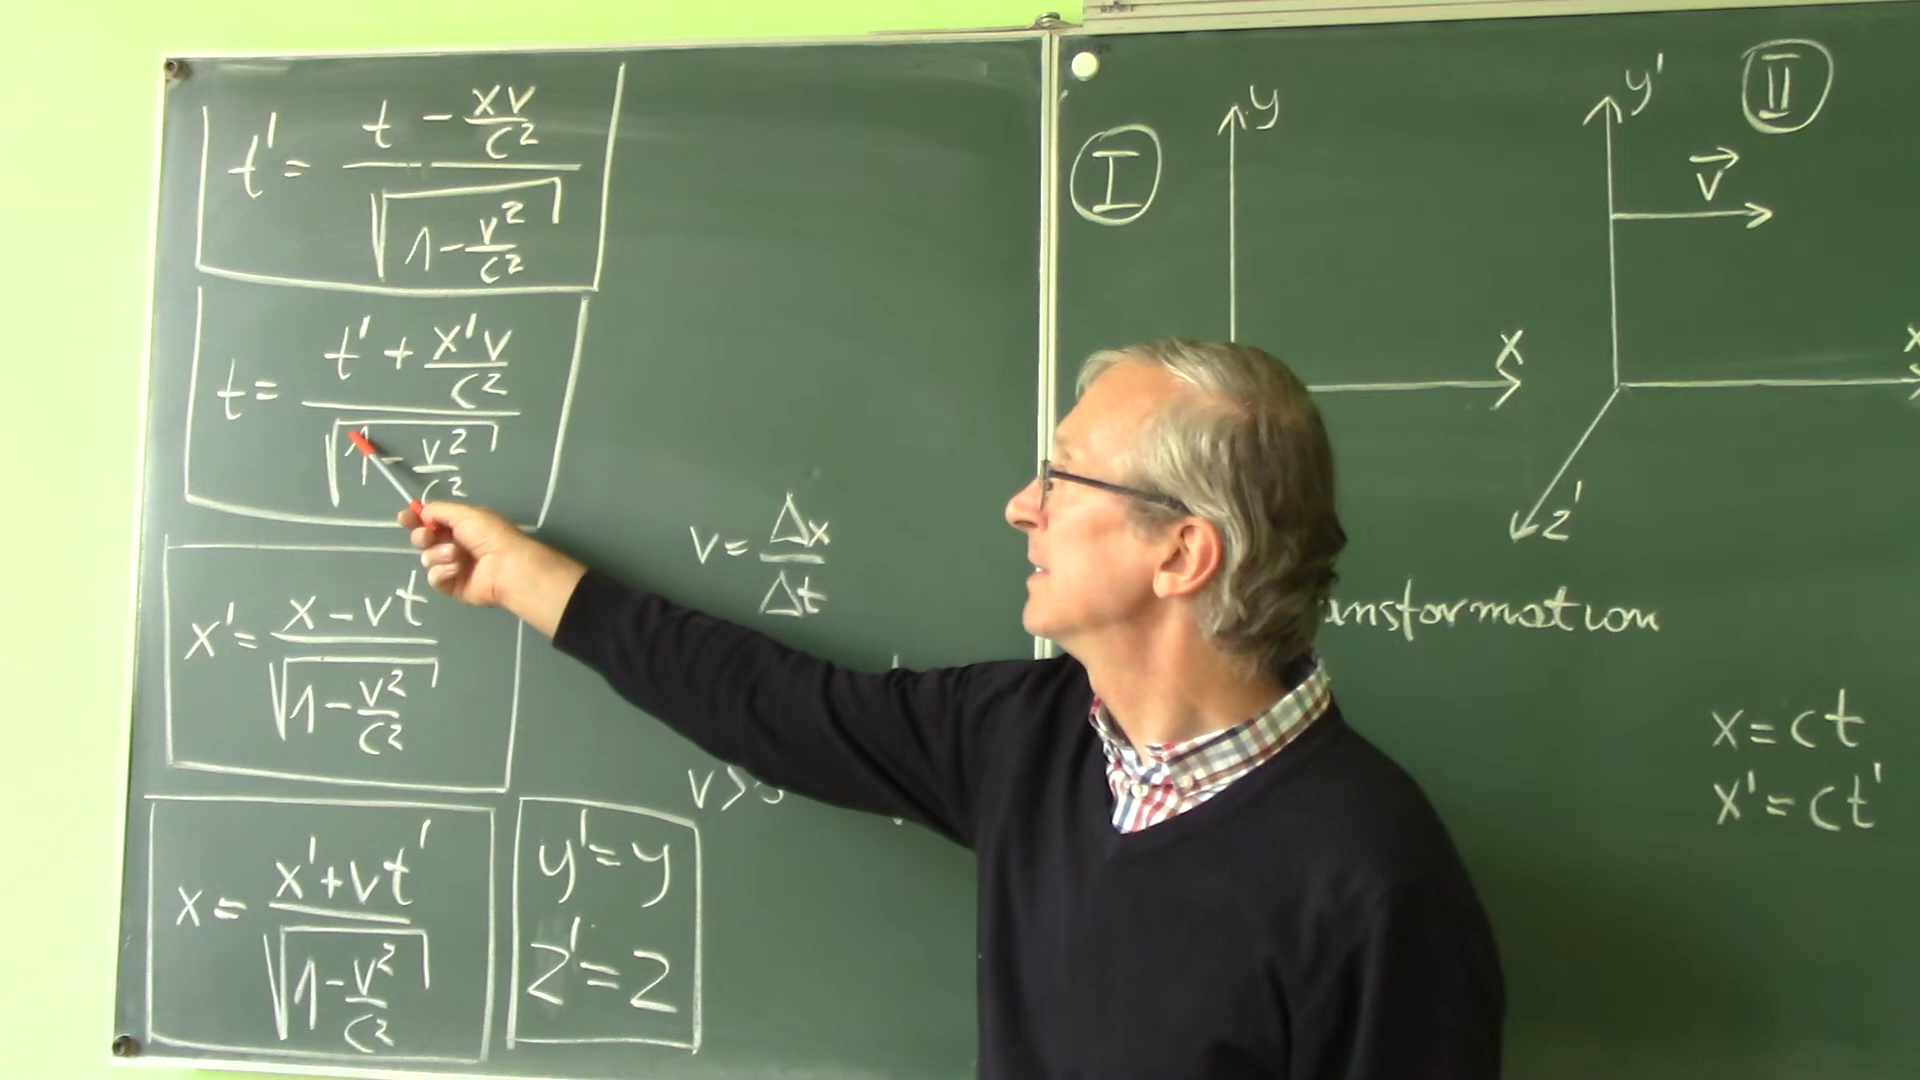 t' = (t - xv/c²) / √(1 - v²/c²)
t = (t' + x'v/c²) / √(1 - v²/c²)
x' = (x - vt) / √(1 - v²/c²)
x = (x' + vt') / √(1 - v²/c²)
y' = y
z' = z
v = Δx/Δt
v >
I
y
x
II
y'
v⃗
x
z'
ansformation
x = ct
x' = ct'